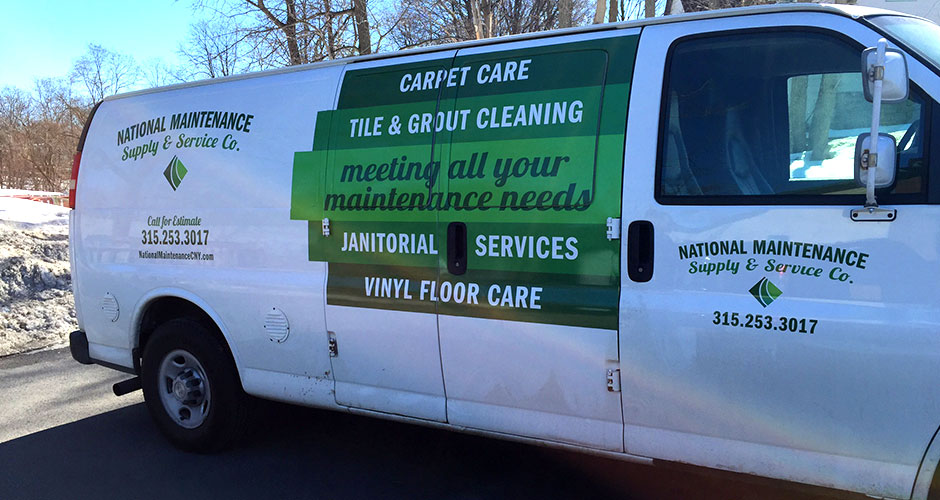 NATIONAL MAINTENANCE
Supply & Service Co.
Call for Estimate
315.253.3017
NationalMaintenanceCNY.com
CARPET CARE
TILE & GROUT CLEANING
meeting all your
maintenance needs
JANITORIAL SERVICES
VINYL FLOOR CARE
NATIONAL MAINTENANCE
Supply & Service Co.
315.253.3017